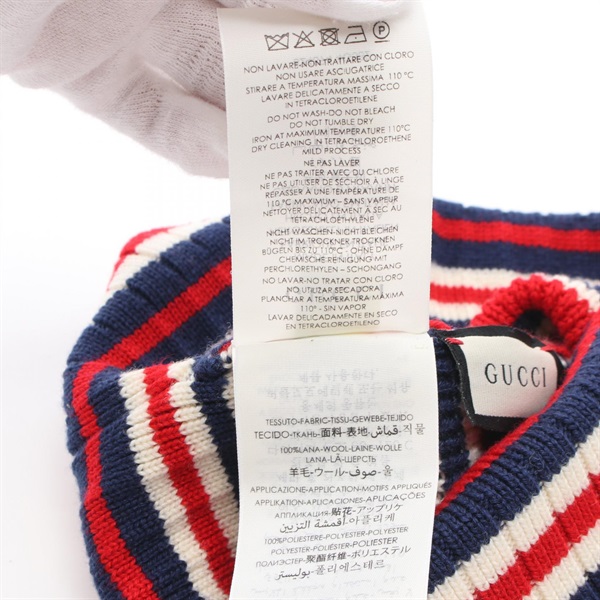 NON LAVARE-NON TRATTARE CON CLORO
NON USARE ASCIUGATRICE
STIRARE A TEMPERATURA MASSIMA 110°C
LAVARE DELICATAMENTE A SECCO
IN TETRACLOROETILENE
DO NOT WASH-DO NOT BLEACH
DO NOT TUMBLE DRY
IRON AT MAXIMUM TEMPERATURE 110°C
DRY CLEANING IN TETRACHLOROETHENE
MILD PROCESS
NE PAS LAVER
NE PAS TRAITER AVEC DU CHLORE
NE PAS UTILISER DE SÉCHOIR À LINGE
REPASSER À UNE TEMPÉRATURE DE
110°C MAXIMUM - SANS VAPEUR
NETTOYER DÉLICATEMENT À SEC AU
TÉTRACHLOROÉTHYLÈNE
NICHT WASCHEN-NICHT BLEICHEN
NICHT IM TROCKNER TROCKNEN
BÜGELN BIS ZU 110°C- OHNE DAMPF
CHEMISCHE REINIGUNG MIT
PERCHLORETHYLEN - SCHONGANG
NO LAVAR-NO USAR LEJÍA
NO UTILIZAR SECADORA
PLANCHAR A TEMPERATURA MÁXIMA
110°C - SIN VAPOR
LAVAR DELICADAMENTE EN SECO
EN TETRACLOROETILENO
GUCCI
TESSUTO-FABRIC-TISSU-GEWEBE-TEJIDO
TECIDO-ТКАНЬ-面料-表地-قماش-직물
100%LANA-WOOL-LAINE-WOLLE
LANA-LÃ-ШЕРСТЬ
羊毛-ウール-صوف-울
APPLICAZIONE-APPLICATION-MOTIFS APPLIQUÉS
APPLIKATION-APLICACIONES-APLICAÇÕES
АППЛИКАЦИЯ-贴花-アップリケ
أقمشة التزيين-아플리케
100%POLIESTERE-POLYESTER-POLYESTER
POLYESTER-POLIÉSTER-POLIÉSTER
ПОЛИЭСТЕР-聚酯纤维-ポリエステル
بوليستر-폴리에스테르